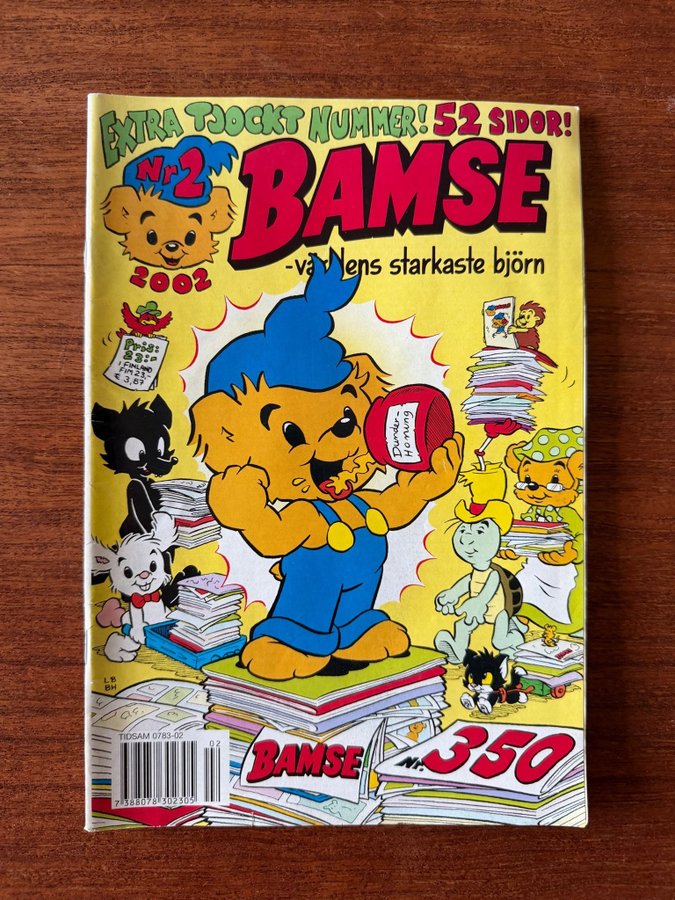 EXTRA TJOCKT NUMMER! 52 SIDOR!
Nr 2
2002
BAMSE
-världens starkaste björn
Pris:
23:-
I FINLAND
FIM 23,-
€ 3,87
Dunder-
Honung
LB
BH
TIDSAM 0783-02
02
7 388078 302305
BAMSE
Nr. 350